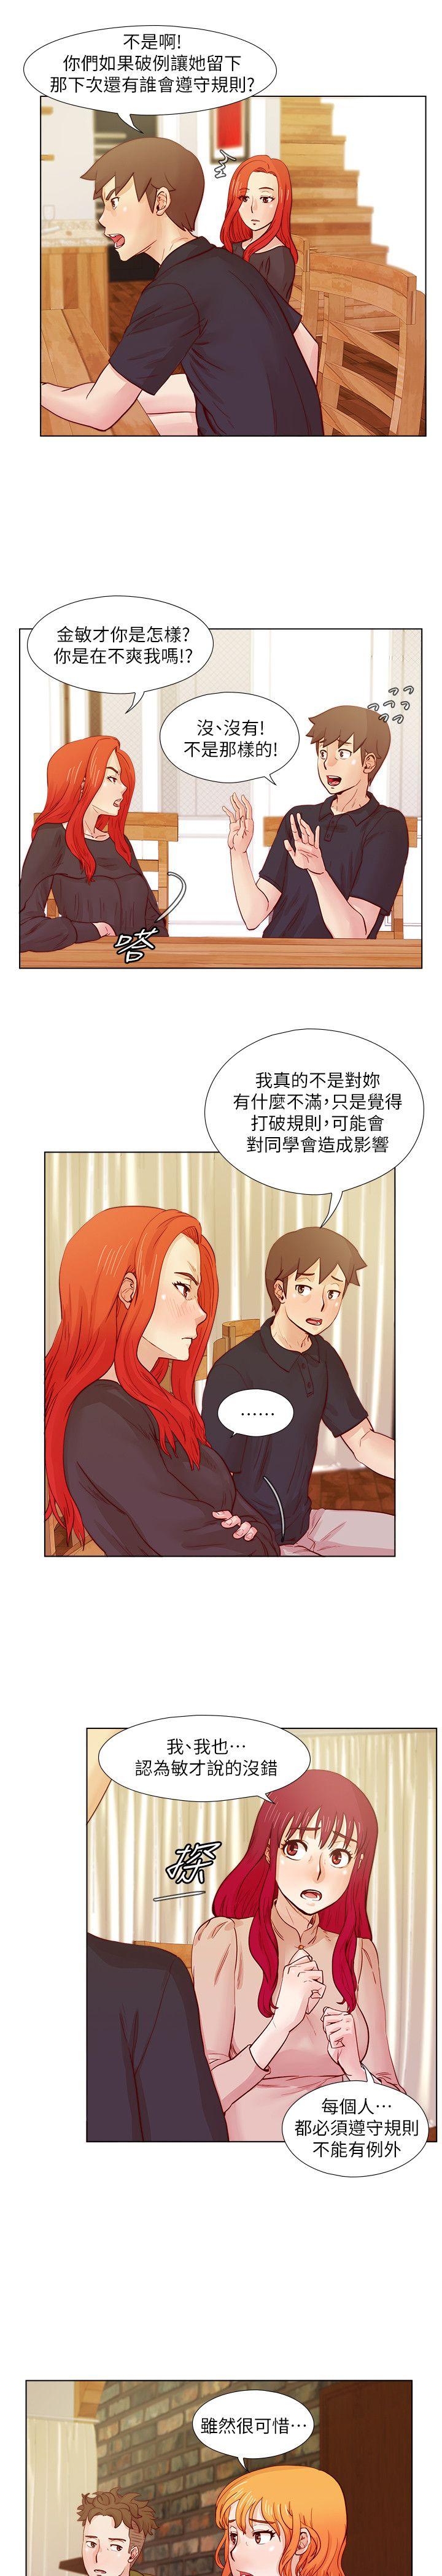 不是啊!
你們如果破例讓她留下
那下次還有誰會遵守規則?
金敏才你是怎樣?
你是在不爽我嗎!?
沒、沒有!
不是那樣的!
嗒
我真的不是對妳
有什麼不滿,只是覺得
打破規則,可能會
對同學會造成影響
……
我、我也…
認為敏才說的沒錯
探
每個人…
都必須遵守規則
不能有例外
雖然很可惜…